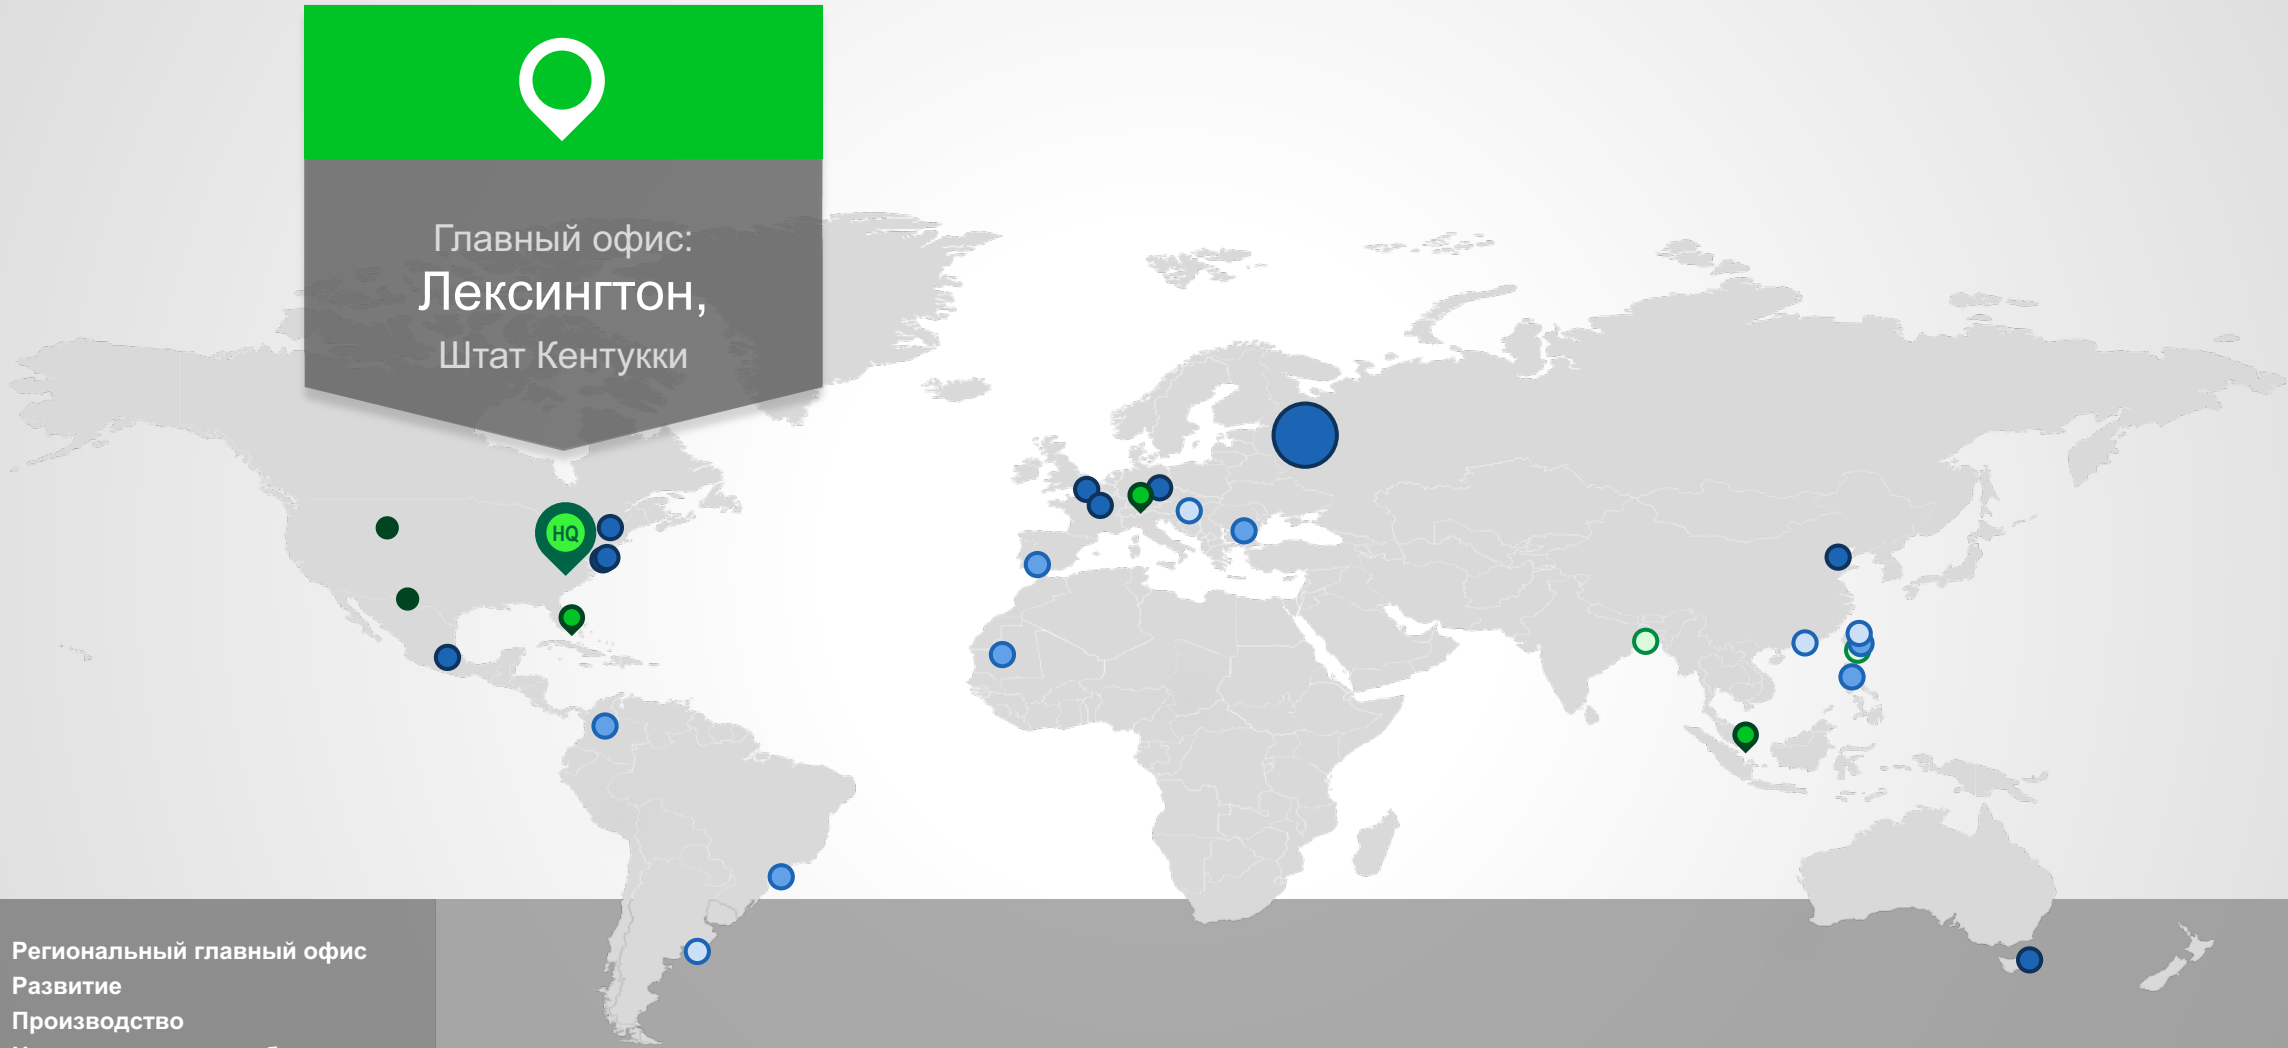 Главный офис:
Лексингтон,
Штат Кентукки
HQ
Региональный главный офис
Развитие
Производство